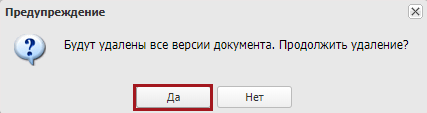 Предупреждение
Будут удалены все версии документа. Продолжить удаление?
Да
Нет